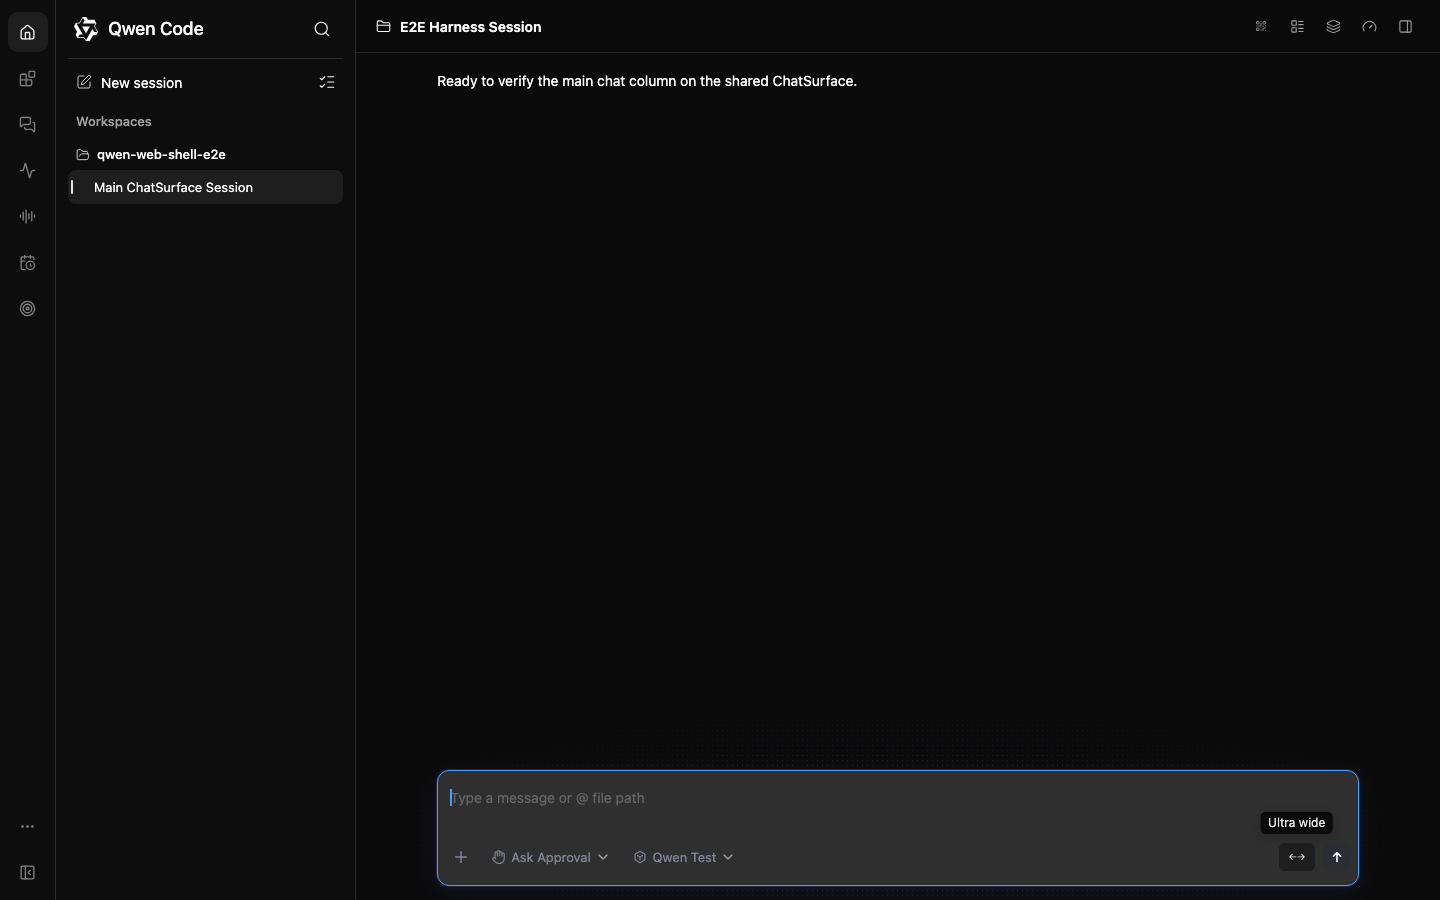 Qwen Code
New session
Workspaces
qwen-web-shell-e2e
Main ChatSurface Session
E2E Harness Session
Ready to verify the main chat column on the shared ChatSurface.
Type a message or @ file path
Ultra wide
Ask Approval
Qwen Test